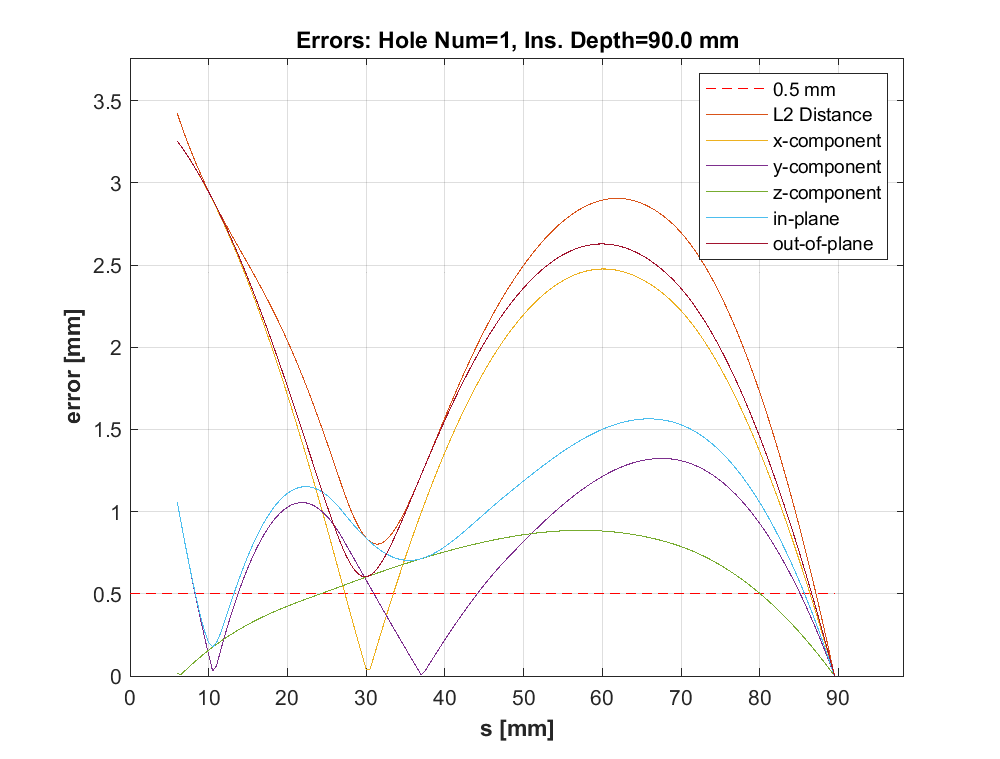 Errors: Hole Num=1, Ins. Depth=90.0 mm
0.5 mm
L2 Distance
x-component
y-component
z-component
in-plane
out-of-plane
error [mm]
3.5
3
2.5
2
1.5
1
0.5
0
0 10 20 30 40 50 60 70 80 90
s [mm]